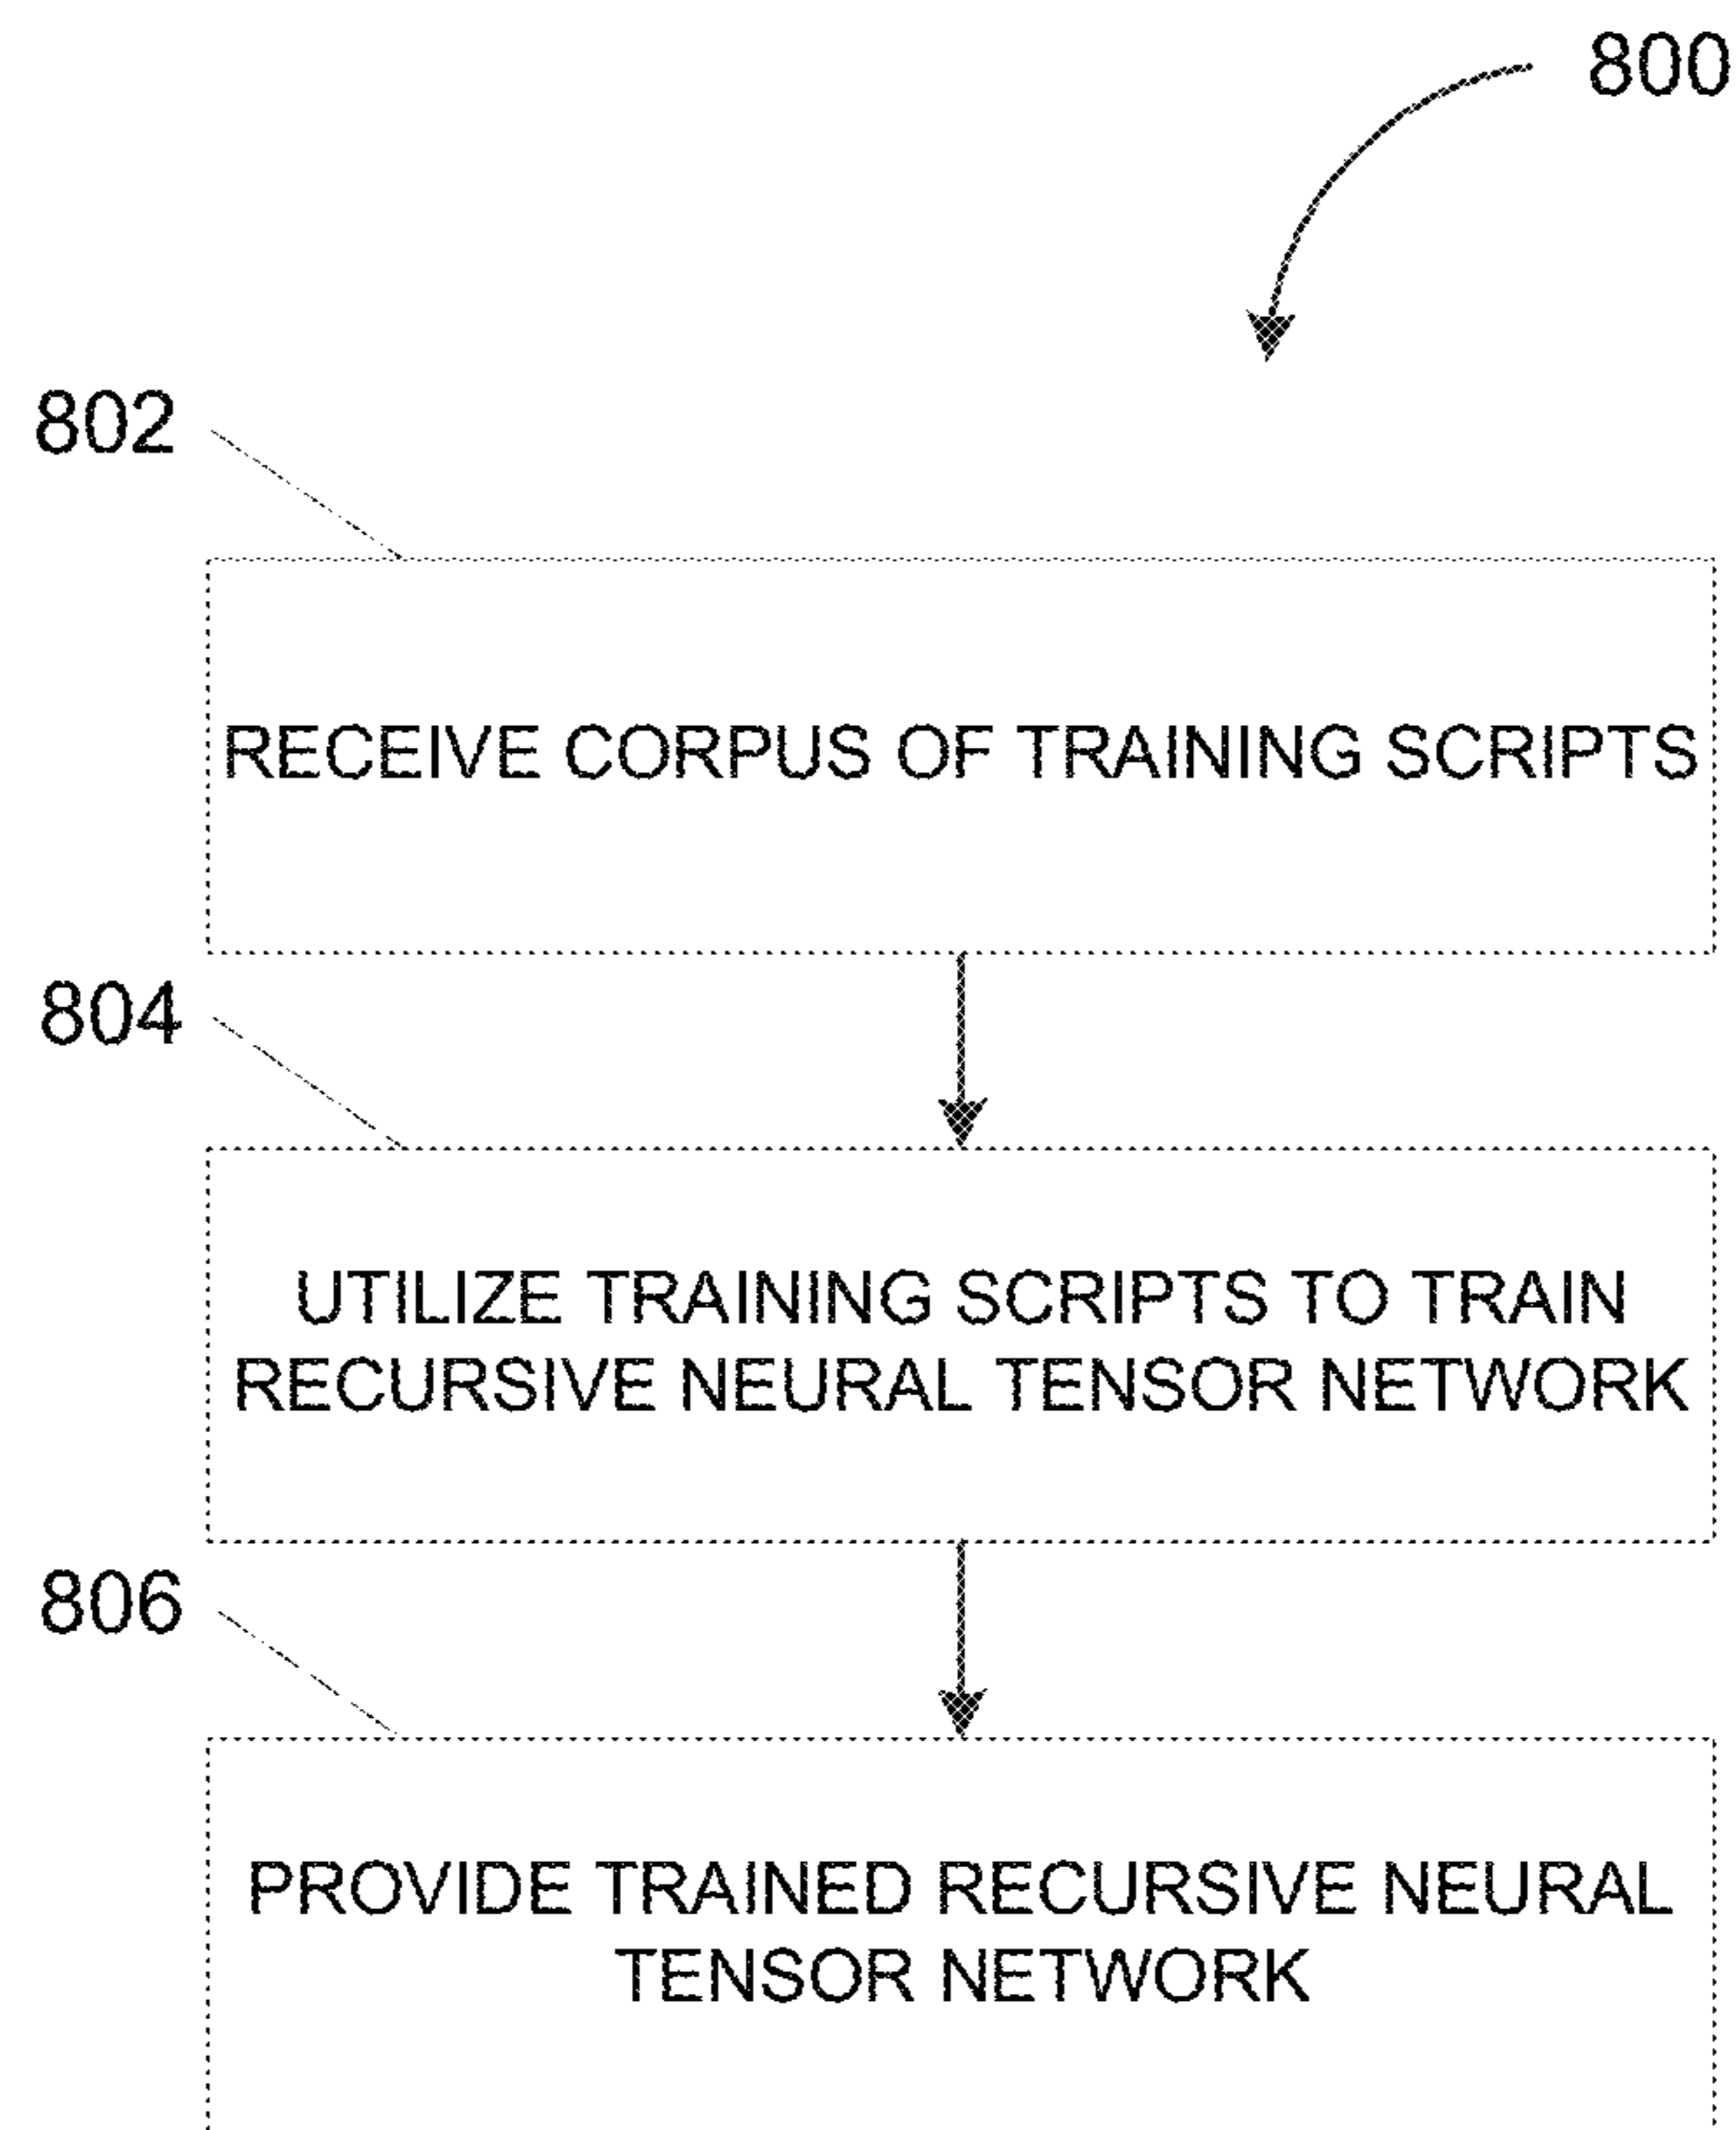 800
802
RECEIVE CORPUS OF TRAINING SCRIPTS
804
UTILIZE TRAINING SCRIPTS TO TRAIN
RECURSIVE NEURAL TENSOR NETWORK
806
PROVIDE TRAINED RECURSIVE NEURAL
TENSOR NETWORK